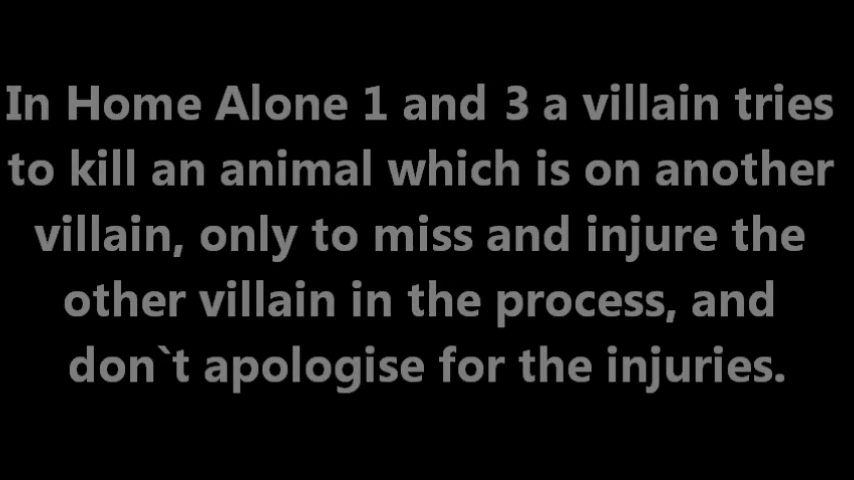 In Home Alone 1 and 3 a villain tries
to kill an animal which is on another
villain, only to miss and injure the
other villain in the process, and
don`t apologise for the injuries.